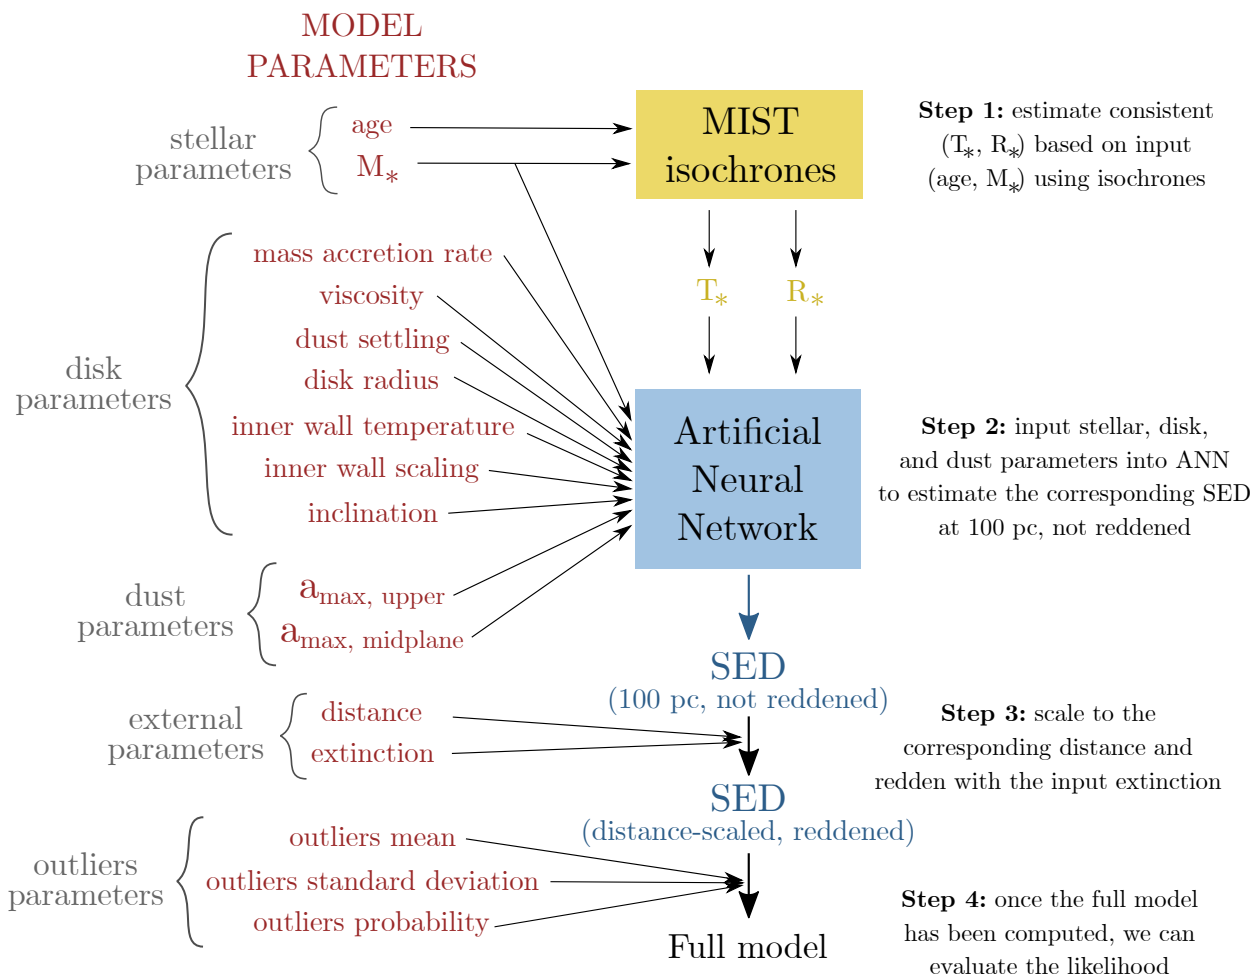 MODEL
PARAMETERS
stellar
parameters
age
M*
MIST
isochrones
Step 1: estimate consistent
(T*, R*) based on input
(age, M*) using isochrones
T*
R*
disk
parameters
mass accretion rate
viscosity
dust settling
disk radius
inner wall temperature
inner wall scaling
inclination
Artificial
Neural
Network
Step 2: input stellar, disk,
and dust parameters into ANN
to estimate the corresponding SED
at 100 pc, not reddened
dust
parameters
amax, upper
amax, midplane
SED
(100 pc, not reddened)
external
parameters
distance
extinction
Step 3: scale to the
corresponding distance and
redden with the input extinction
SED
(distance-scaled, reddened)
outliers
parameters
outliers mean
outliers standard deviation
outliers probability
Full model
Step 4: once the full model
has been computed, we can
evaluate the likelihood